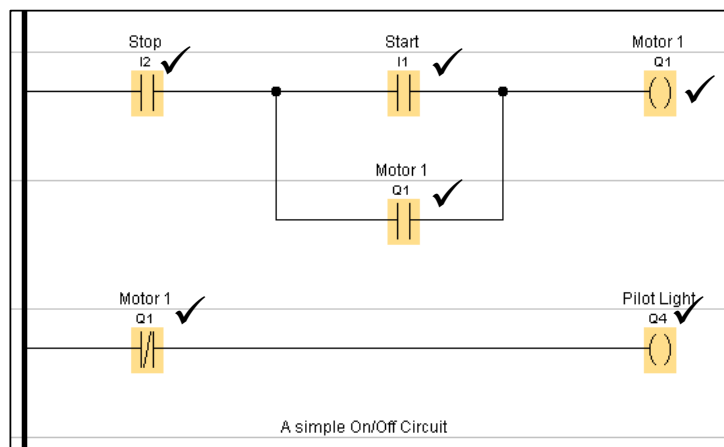 Stop Start Motor 1
I2 I1 Q1
Motor 1
Q1
Motor 1 Pilot Light
Q1 Q4
A simple On/Off Circuit